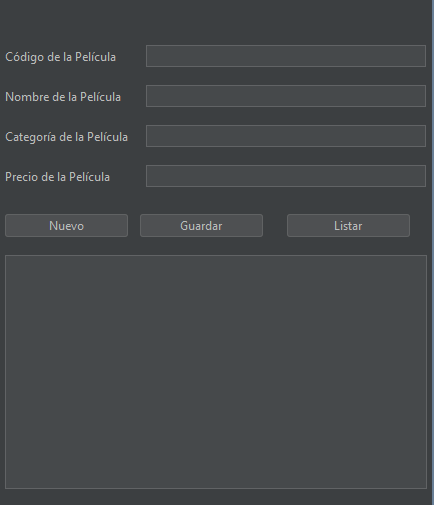 Código de la Película
Nombre de la Película
Categoría de la Película
Precio de la Película
Nuevo Guardar Listar